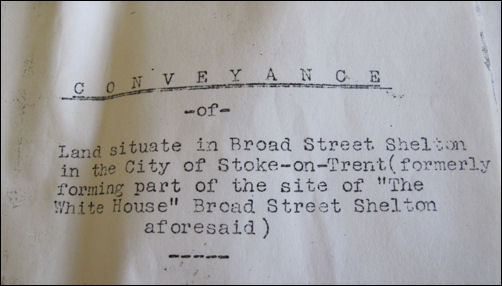 CONVEYANCE
-of-
Land situate in Broad Street Shelton
in the City of Stoke-on-Trent(formerly
forming part of the site of "The
White House" Broad Street Shelton
aforesaid)
-----